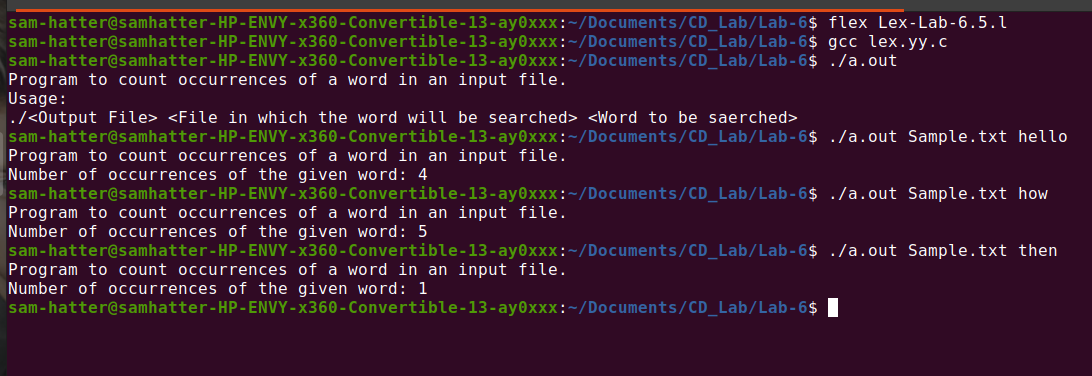 sam-hatter@samhatter-HP-ENVY-x360-Convertible-13-ay0xxx:~/Documents/CD_Lab/Lab-6$ flex Lex-Lab-6.5.l
sam-hatter@samhatter-HP-ENVY-x360-Convertible-13-ay0xxx:~/Documents/CD_Lab/Lab-6$ gcc lex.yy.c
sam-hatter@samhatter-HP-ENVY-x360-Convertible-13-ay0xxx:~/Documents/CD_Lab/Lab-6$ ./a.out
Program to count occurrences of a word in an input file.
Usage:
./<Output File> <File in which the word will be searched> <Word to be saerched>
sam-hatter@samhatter-HP-ENVY-x360-Convertible-13-ay0xxx:~/Documents/CD_Lab/Lab-6$ ./a.out Sample.txt hello
Program to count occurrences of a word in an input file.
Number of occurrences of the given word: 4
sam-hatter@samhatter-HP-ENVY-x360-Convertible-13-ay0xxx:~/Documents/CD_Lab/Lab-6$ ./a.out Sample.txt how
Program to count occurrences of a word in an input file.
Number of occurrences of the given word: 5
sam-hatter@samhatter-HP-ENVY-x360-Convertible-13-ay0xxx:~/Documents/CD_Lab/Lab-6$ ./a.out Sample.txt then
Program to count occurrences of a word in an input file.
Number of occurrences of the given word: 1
sam-hatter@samhatter-HP-ENVY-x360-Convertible-13-ay0xxx:~/Documents/CD_Lab/Lab-6$